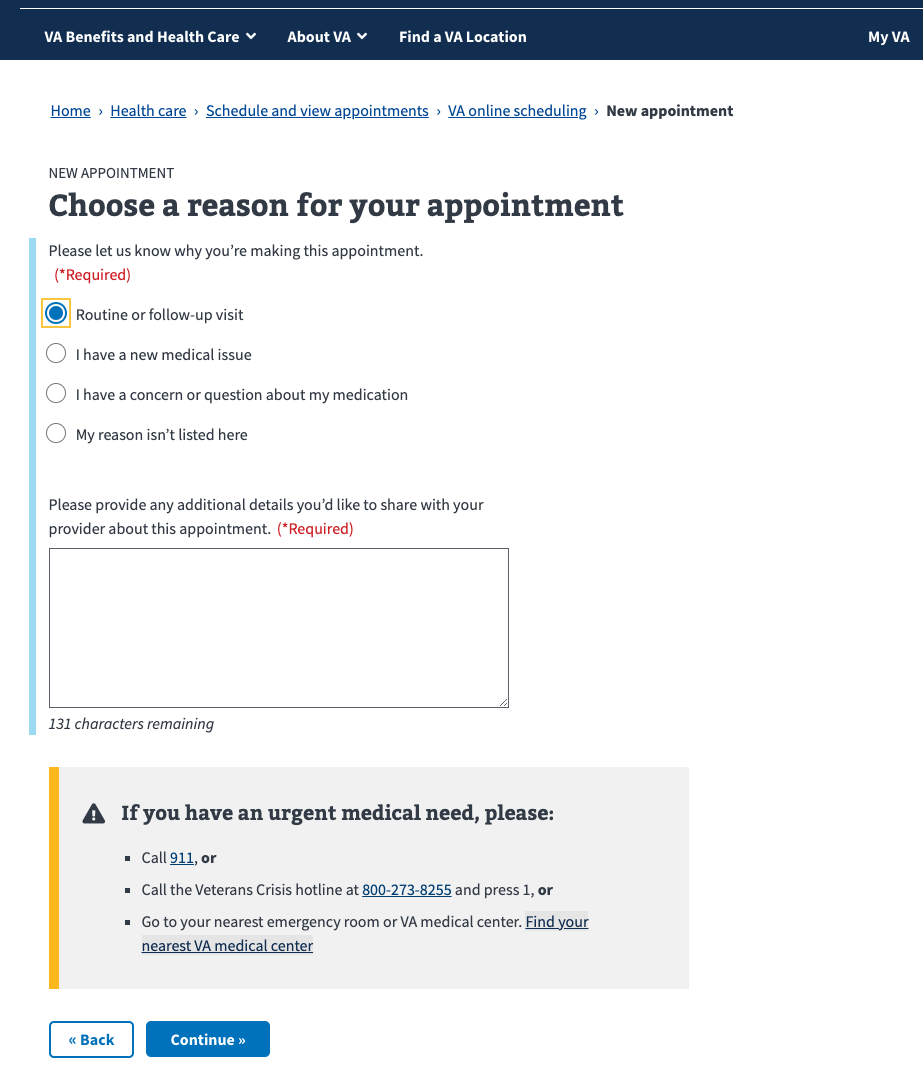 VA Benefits and Health Care About VA Find a VA Location My VA
Home › Health care › Schedule and view appointments › VA online scheduling › New appointment
NEW APPOINTMENT
Choose a reason for your appointment
Please let us know why you’re making this appointment.
(*Required)
Routine or follow-up visit
I have a new medical issue
I have a concern or question about my medication
My reason isn’t listed here
Please provide any additional details you’d like to share with your
provider about this appointment. (*Required)
131 characters remaining
If you have an urgent medical need, please:
Call 911, or
Call the Veterans Crisis hotline at 800-273-8255 and press 1, or
Go to your nearest emergency room or VA medical center. Find your
nearest VA medical center
« Back Continue »